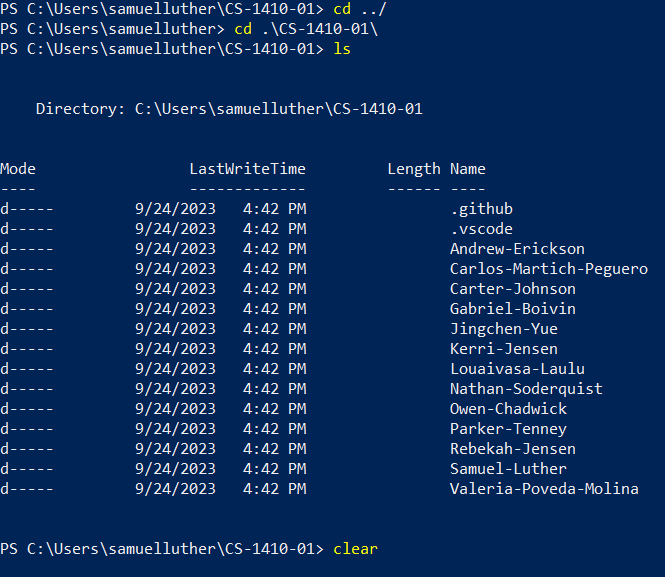 PS C:\Users\samuelluther\CS-1410-01> cd ../
PS C:\Users\samuelluther> cd .\CS-1410-01\
PS C:\Users\samuelluther\CS-1410-01> ls
    Directory: C:\Users\samuelluther\CS-1410-01
Mode                 LastWriteTime         Length Name
----                 -------------         ------ ----
d-----         9/24/2023   4:42 PM                .github
d-----         9/24/2023   4:42 PM                .vscode
d-----         9/24/2023   4:42 PM                Andrew-Erickson
d-----         9/24/2023   4:42 PM                Carlos-Martich-Peguero
d-----         9/24/2023   4:42 PM                Carter-Johnson
d-----         9/24/2023   4:42 PM                Gabriel-Boivin
d-----         9/24/2023   4:42 PM                Jingchen-Yue
d-----         9/24/2023   4:42 PM                Kerri-Jensen
d-----         9/24/2023   4:42 PM                Louaivasa-Laulu
d-----         9/24/2023   4:42 PM                Nathan-Soderquist
d-----         9/24/2023   4:42 PM                Owen-Chadwick
d-----         9/24/2023   4:42 PM                Parker-Tenney
d-----         9/24/2023   4:42 PM                Rebekah-Jensen
d-----         9/24/2023   4:42 PM                Samuel-Luther
d-----         9/24/2023   4:42 PM                Valeria-Poveda-Molina
PS C:\Users\samuelluther\CS-1410-01> clear